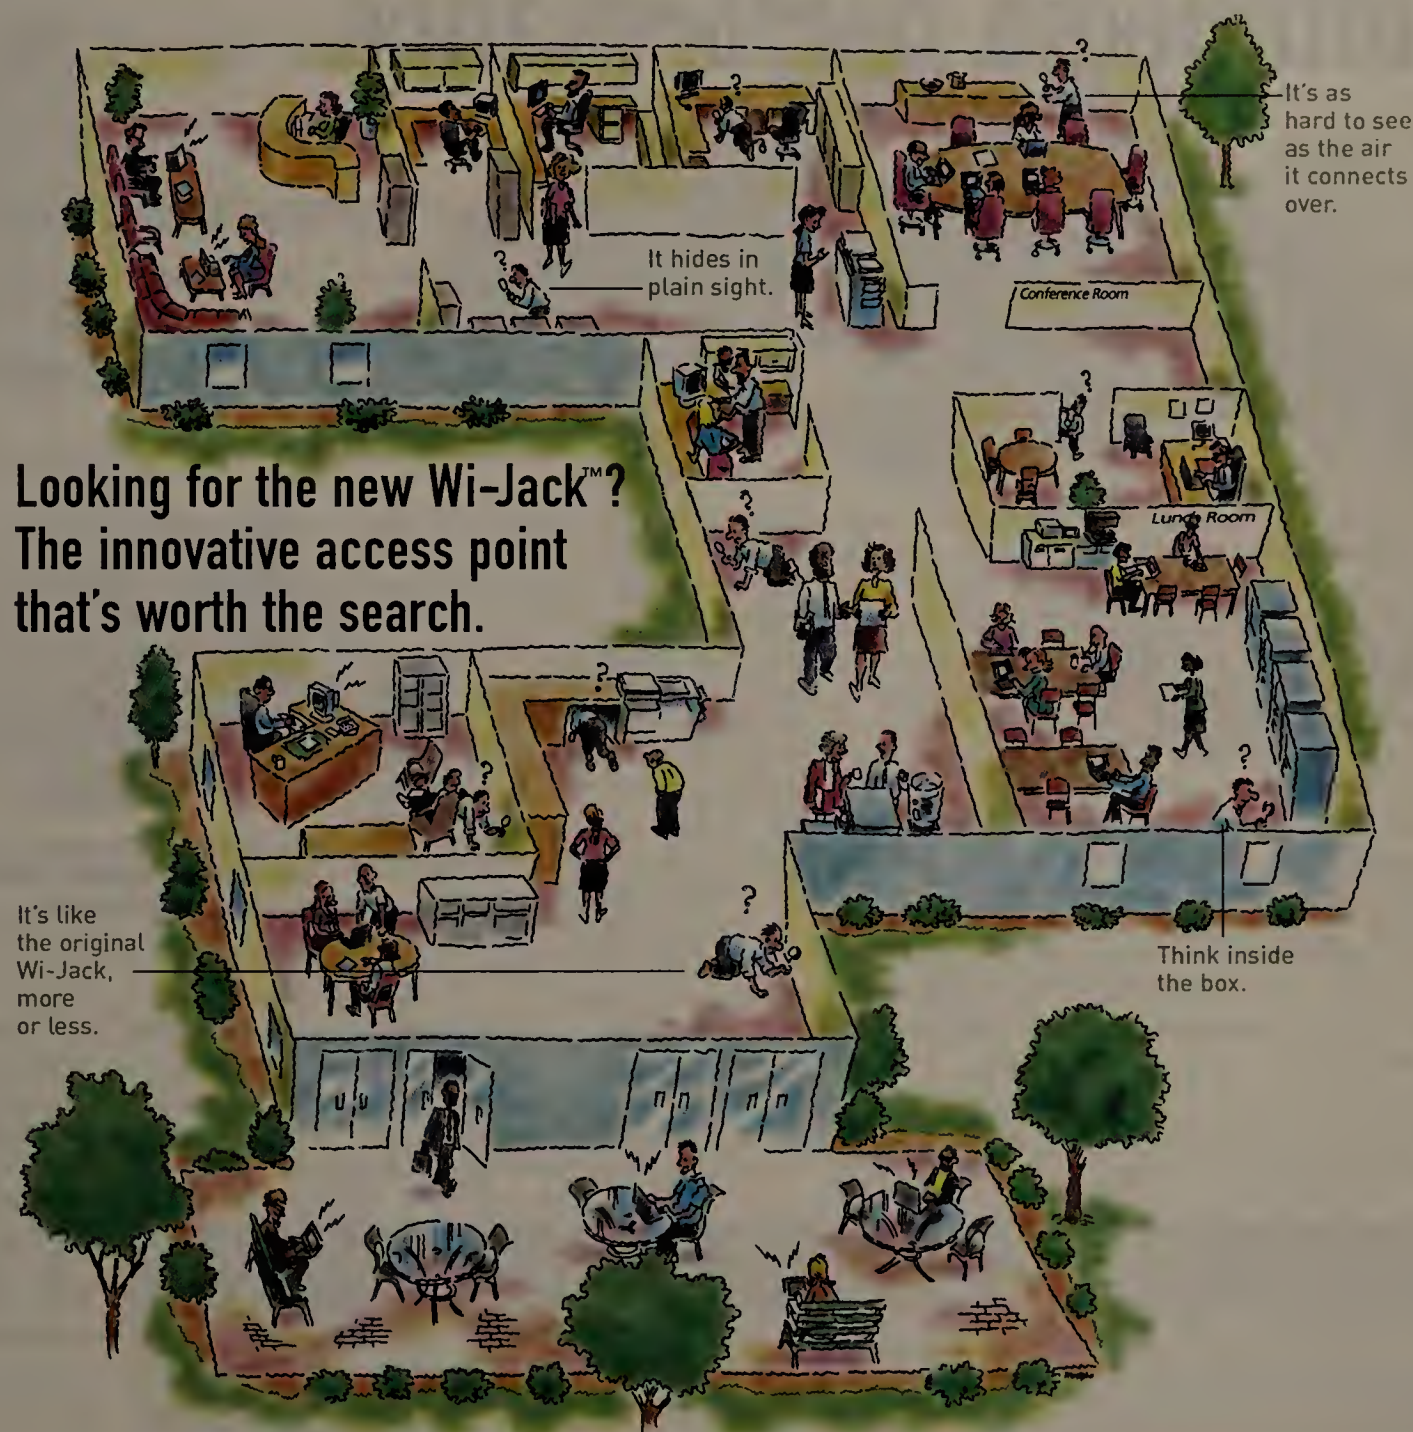 It's as
hard to see
as the air
it connects
over.
It hides in
plain sight.
Conference Room
Looking for the new Wi-Jack™?
The innovative access point
that's worth the search.
Lunch Room
It's like
the original
Wi-Jack,
more
or less.
Think inside
the box.
?
?
?
?
?
?
?
?
?